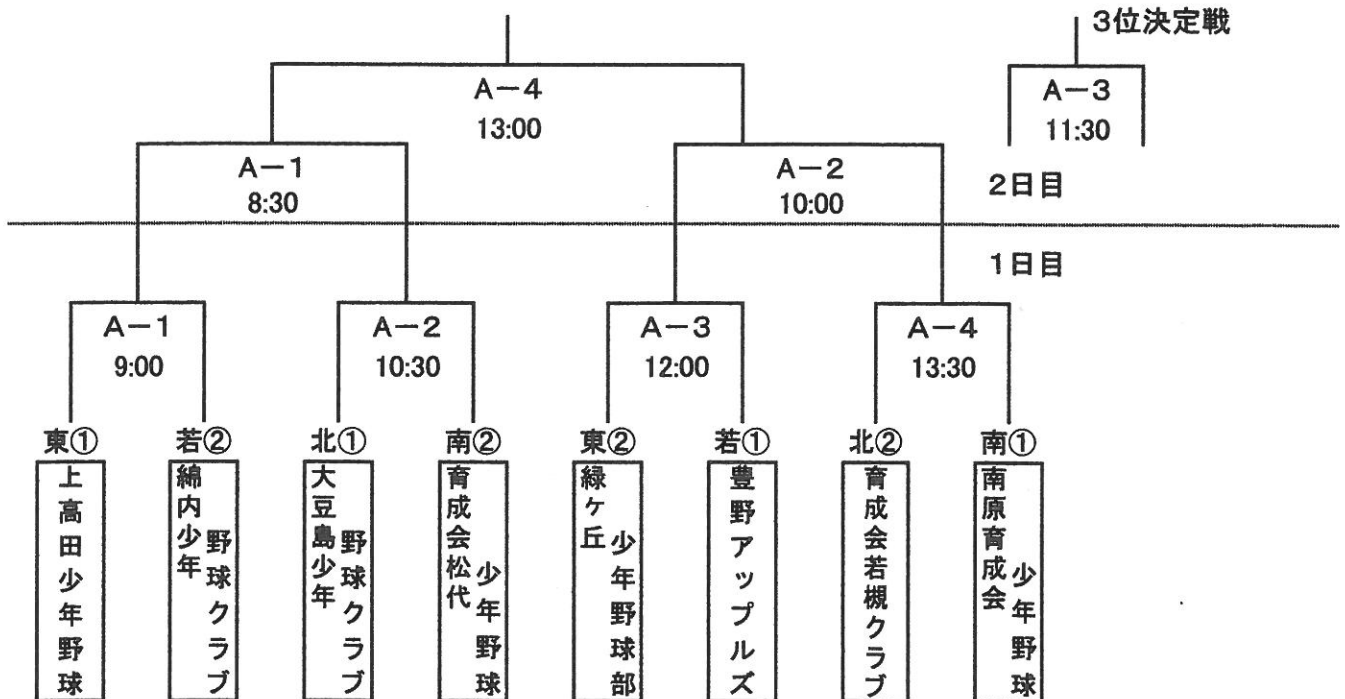 3位決定戦
A－4
13:00
A－3
11:30
A－1
8:30
A－2
10:00
2日目
1日目
A－1
9:00
A－2
10:30
A－3
12:00
A－4
13:30
東①
若②
北①
南②
東②
若①
北②
南①
上高田少年野球
綿内少年
野球クラブ
大豆島少年
野球クラブ
育成会松代
少年野球
緑ケ丘
少年野球部
豊野アップルズ
育成会若槻クラブ
南原育成会
少年野球